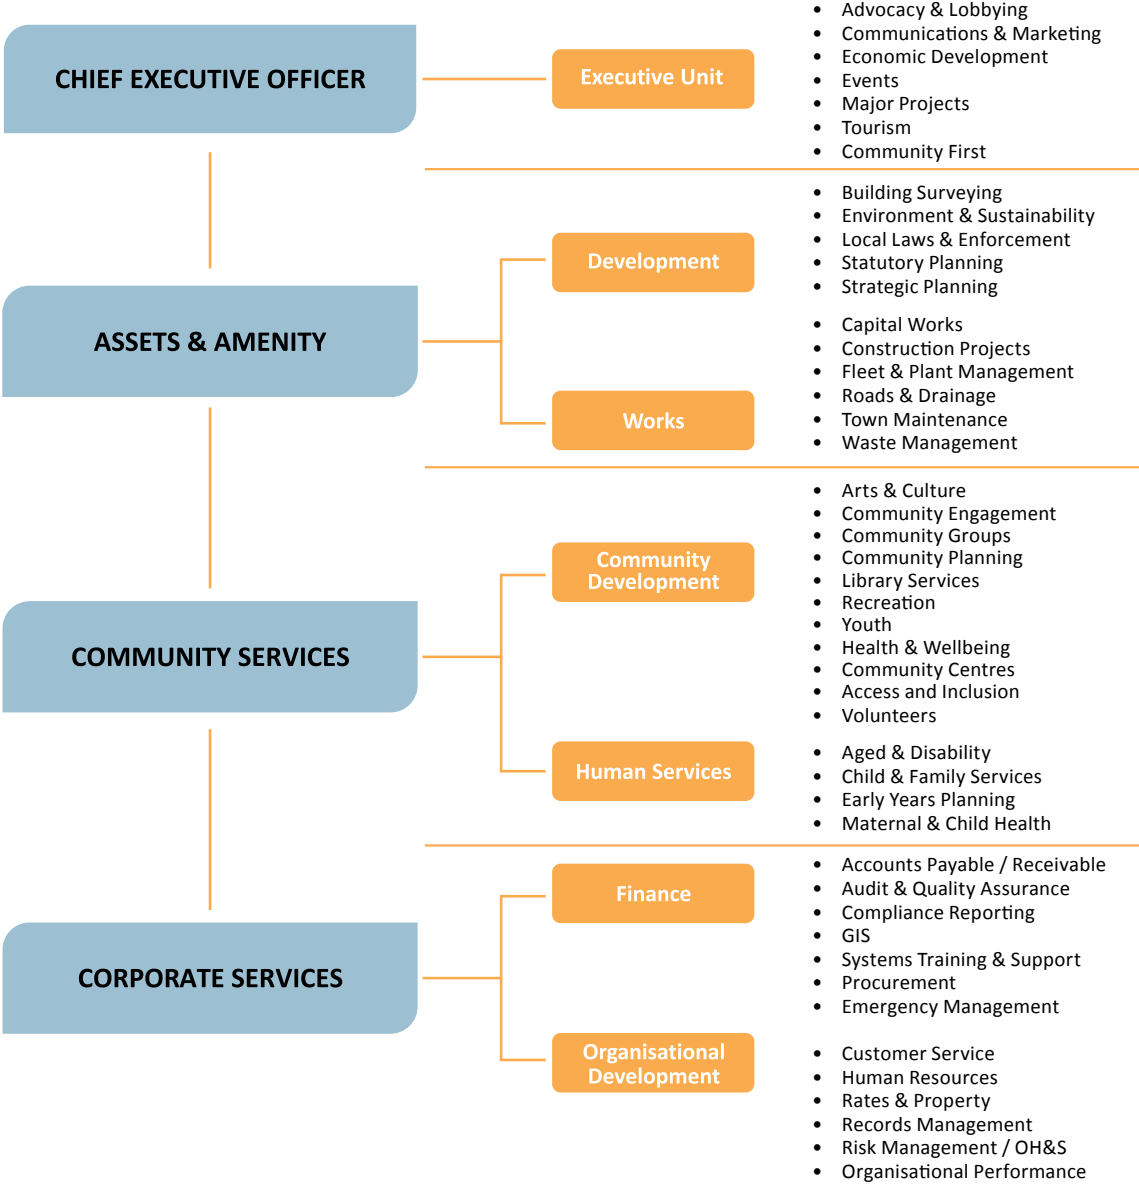 CHIEF EXECUTIVE OFFICER
Executive Unit
• Advocacy & Lobbying
• Communications & Marketing
• Economic Development
• Events
• Major Projects
• Tourism
• Community First
ASSETS & AMENITY
Development
• Building Surveying
• Environment & Sustainability
• Local Laws & Enforcement
• Statutory Planning
• Strategic Planning
Works
• Capital Works
• Construction Projects
• Fleet & Plant Management
• Roads & Drainage
• Town Maintenance
• Waste Management
COMMUNITY SERVICES
Community
Development
• Arts & Culture
• Community Engagement
• Community Groups
• Community Planning
• Library Services
• Recreation
• Youth
• Health & Wellbeing
• Community Centres
• Access and Inclusion
• Volunteers
Human Services
• Aged & Disability
• Child & Family Services
• Early Years Planning
• Maternal & Child Health
CORPORATE SERVICES
Finance
• Accounts Payable / Receivable
• Audit & Quality Assurance
• Compliance Reporting
• GIS
• Systems Training & Support
• Procurement
• Emergency Management
Organisational
Development
• Customer Service
• Human Resources
• Rates & Property
• Records Management
• Risk Management / OH&S
• Organisational Performance